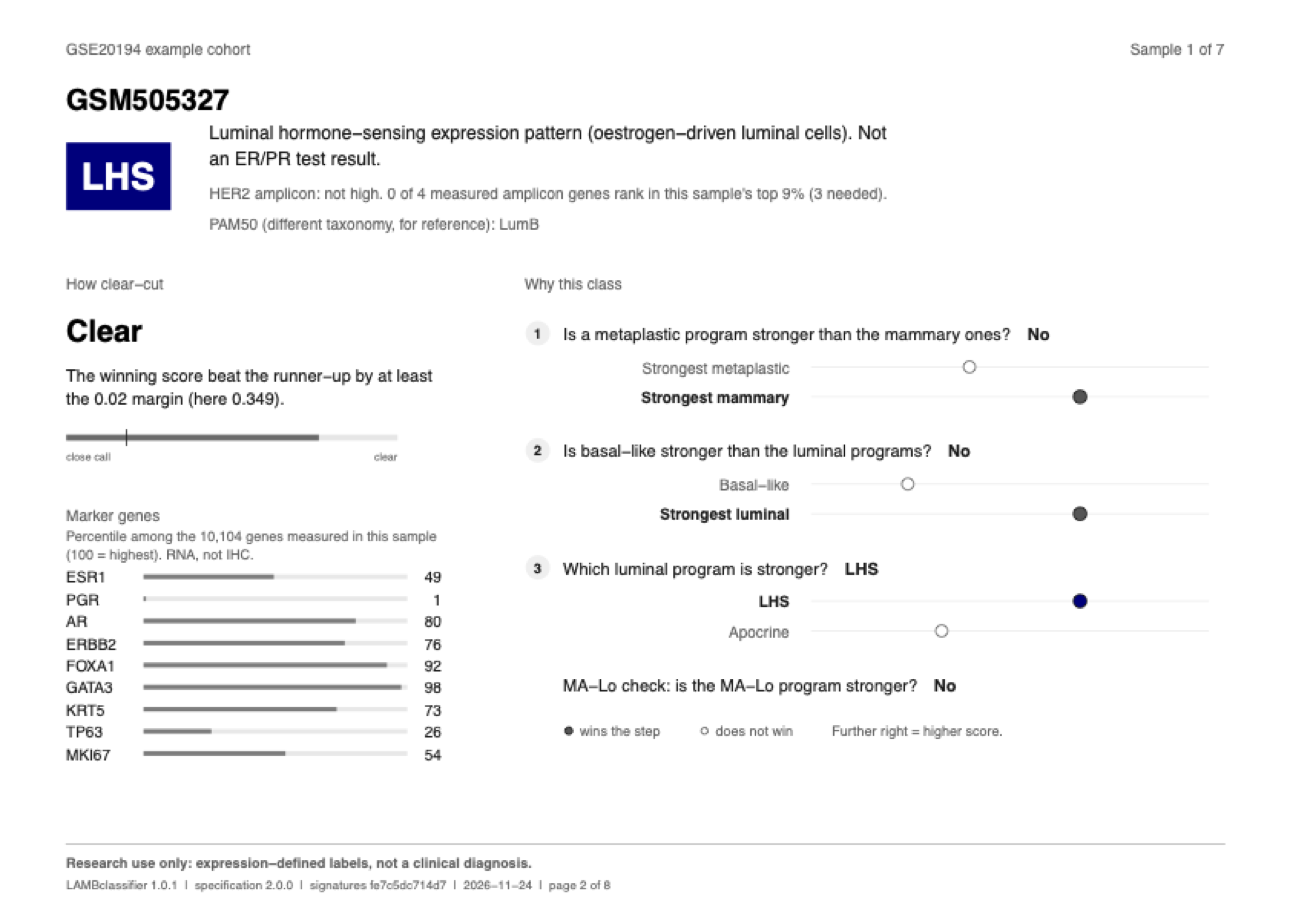 GSE20194 example cohort
Sample 1 of 7
GSM505327
LHS
Luminal hormone−sensing expression pattern (oestrogen−driven luminal cells). Not
an ER/PR test result.
HER2 amplicon: not high. 0 of 4 measured amplicon genes rank in this sample's top 9% (3 needed).
PAM50 (different taxonomy, for reference): LumB
How clear−cut
Clear
The winning score beat the runner−up by at least
the 0.02 margin (here 0.349).
close call
clear
Marker genes
Percentile among the 10,104 genes measured in this sample
(100 = highest). RNA, not IHC.
ESR1 49
PGR 1
AR 80
ERBB2 76
FOXA1 92
GATA3 98
KRT5 73
TP63 26
MKI67 54
Why this class
1 Is a metaplastic program stronger than the mammary ones? No
Strongest metaplastic
Strongest mammary
2 Is basal−like stronger than the luminal programs? No
Basal−like
Strongest luminal
3 Which luminal program is stronger? LHS
LHS
Apocrine
MA−Lo check: is the MA−Lo program stronger? No
wins the step
does not win
Further right = higher score.
Research use only: expression−defined labels, not a clinical diagnosis.
LAMBclassifier 1.0.1 | specification 2.0.0 | signatures fe7c5dc714d7 | 2026−11−24 | page 2 of 8